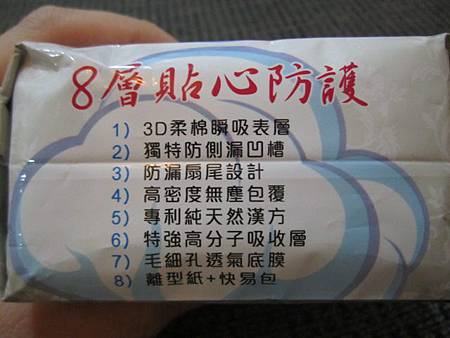 8層貼心防護
1) 3D柔棉瞬吸表層
2) 獨特防側漏凹槽
3) 防漏扇尾設計
4) 高密度無塵包覆
5) 專利純天然漢方
6) 特強高分子吸收層
7) 毛細孔透氣底膜
8) 離型紙+快易包